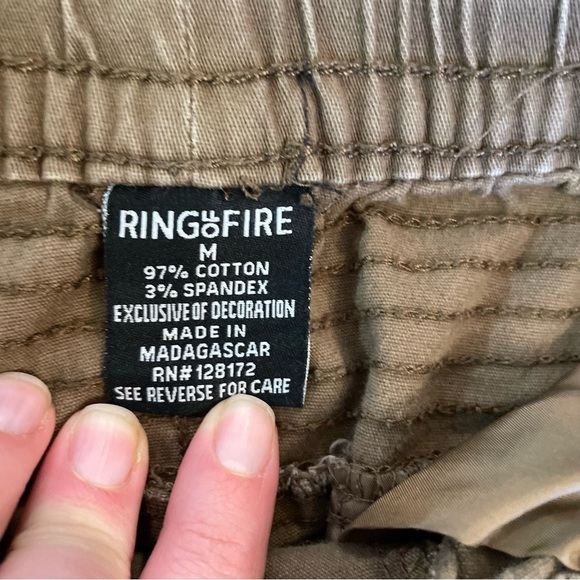 RING OF FIRE
M
97% COTTON
3% SPANDEX
EXCLUSIVE OF DECORATION
MADE IN
MADAGASCAR
RN#128172
SEE REVERSE FOR CARE